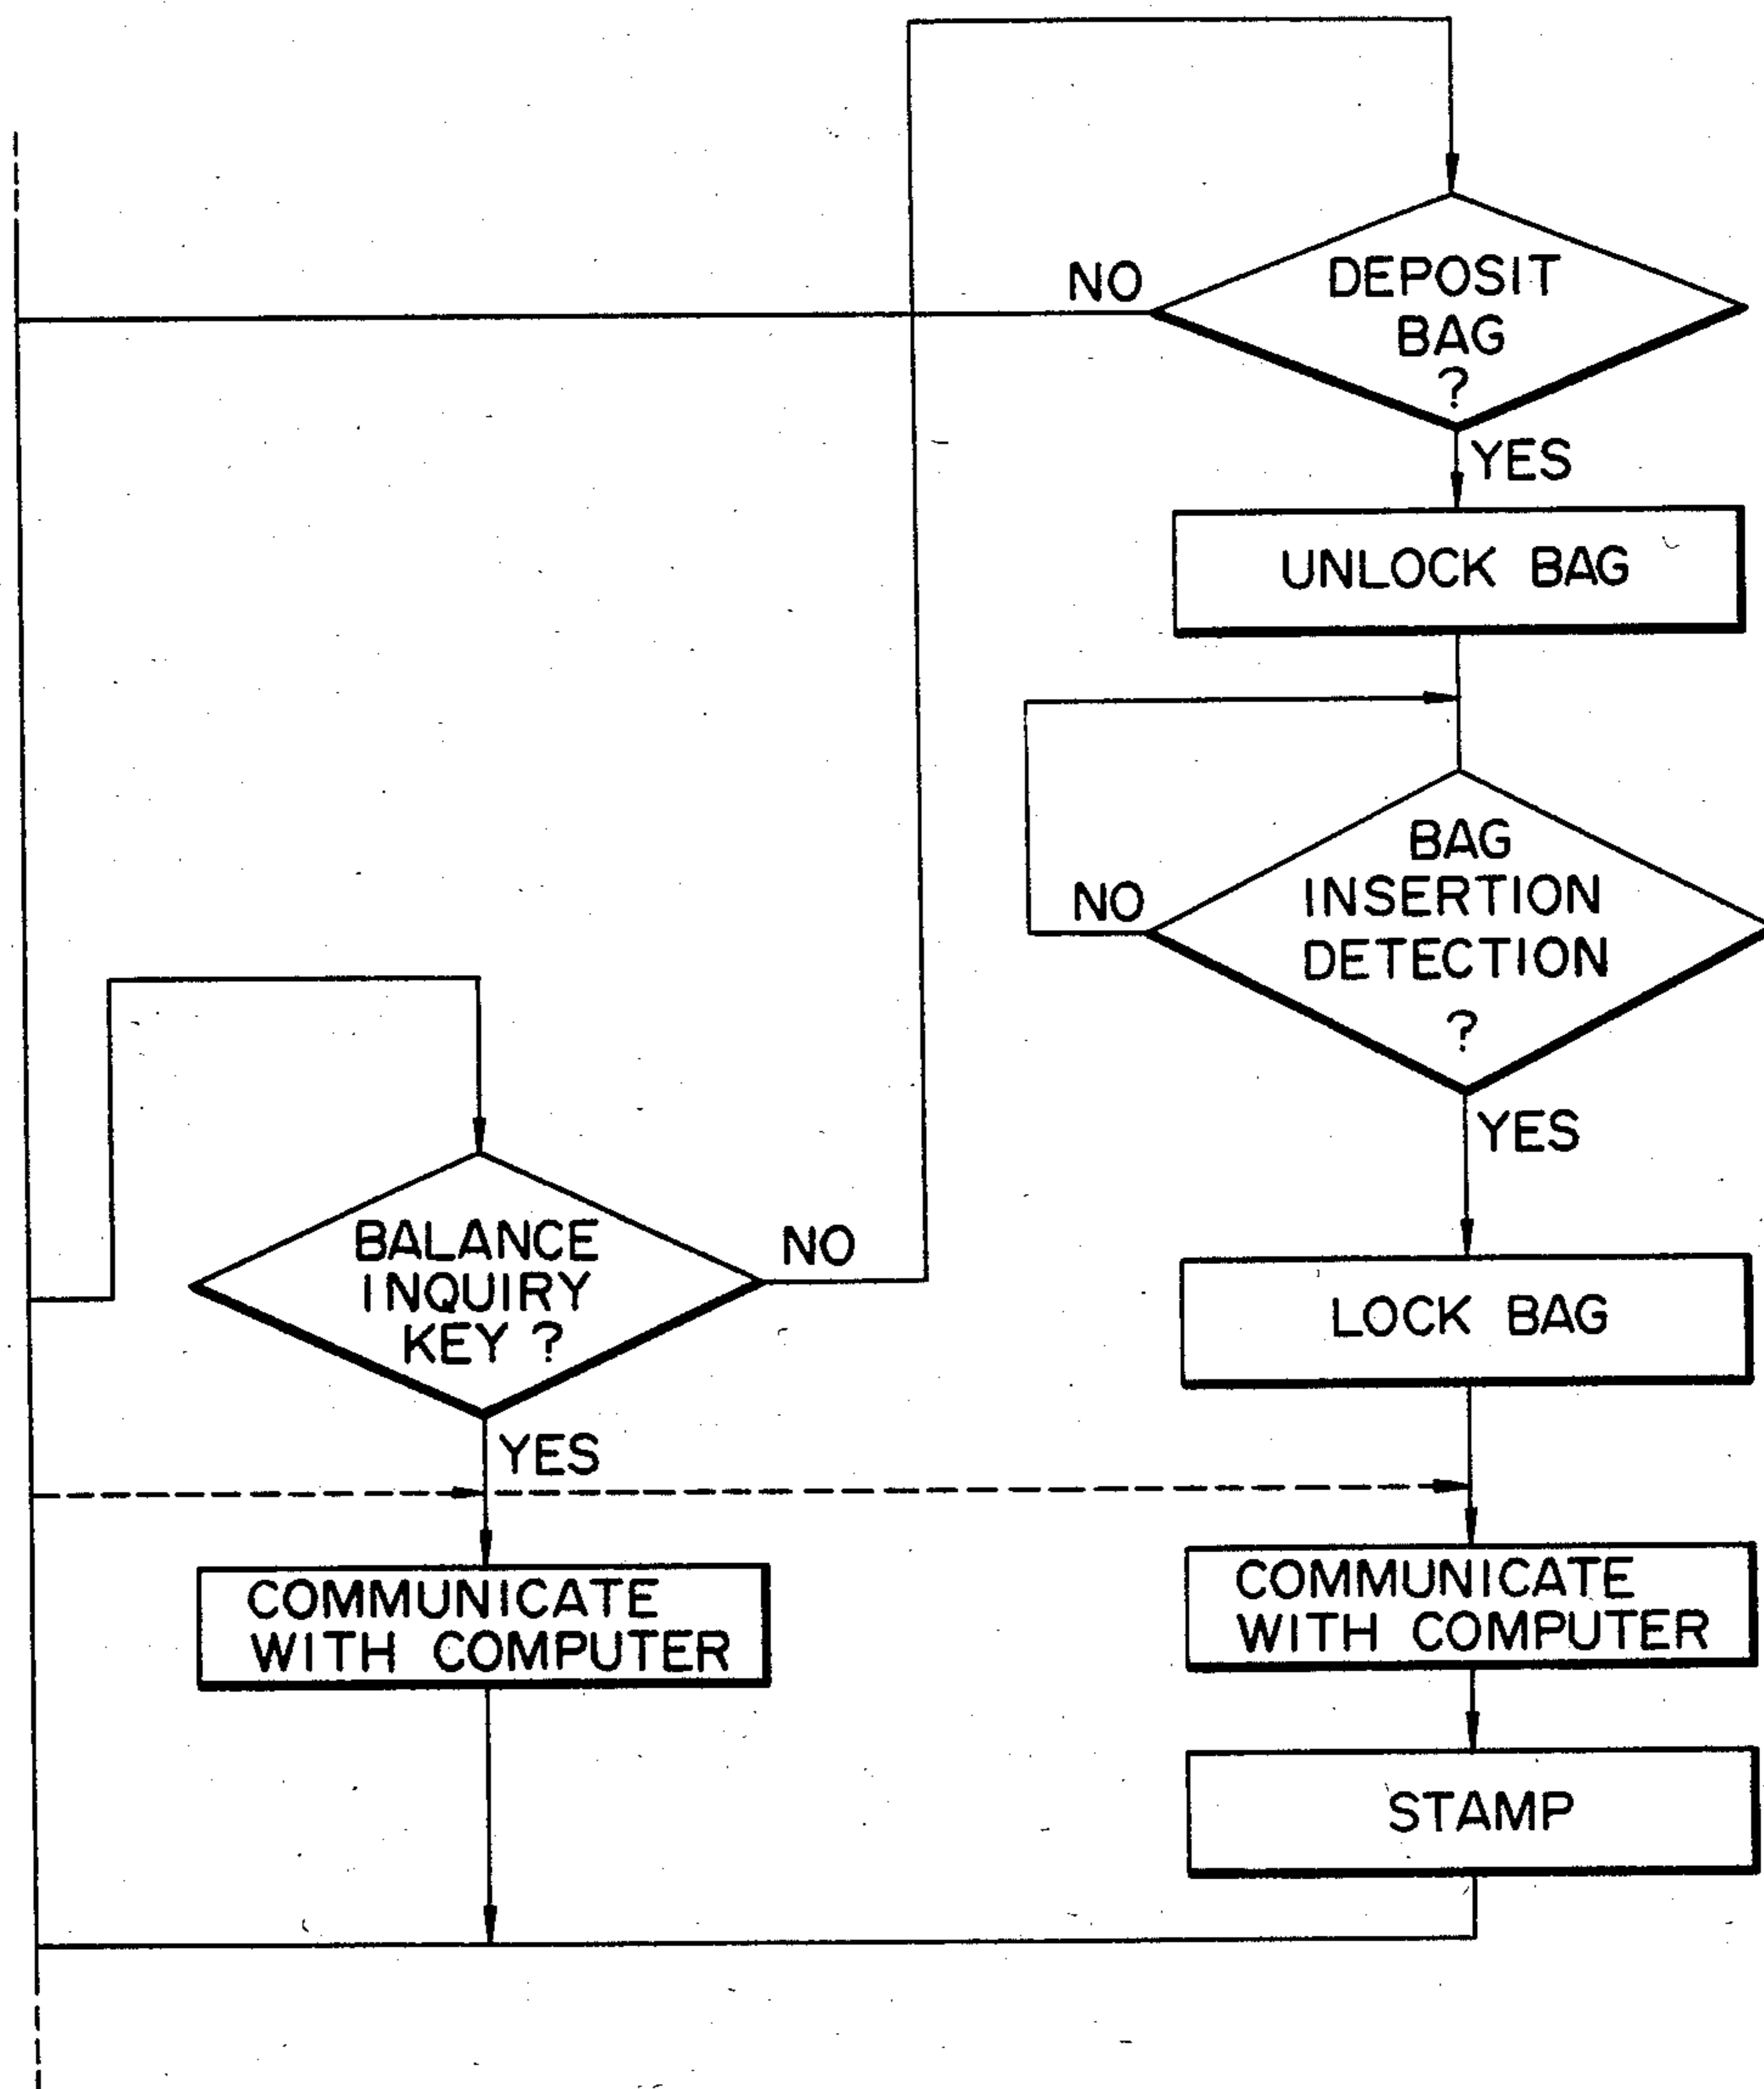 NO
DEPOSIT
BAG
?
YES
UNLOCK BAG
BAG
INSERTION
DETECTION
?
NO
YES
LOCK BAG
BALANCE
INQUIRY
KEY ?
NO
YES
COMMUNICATE
WITH COMPUTER
COMMUNICATE
WITH COMPUTER
STAMP